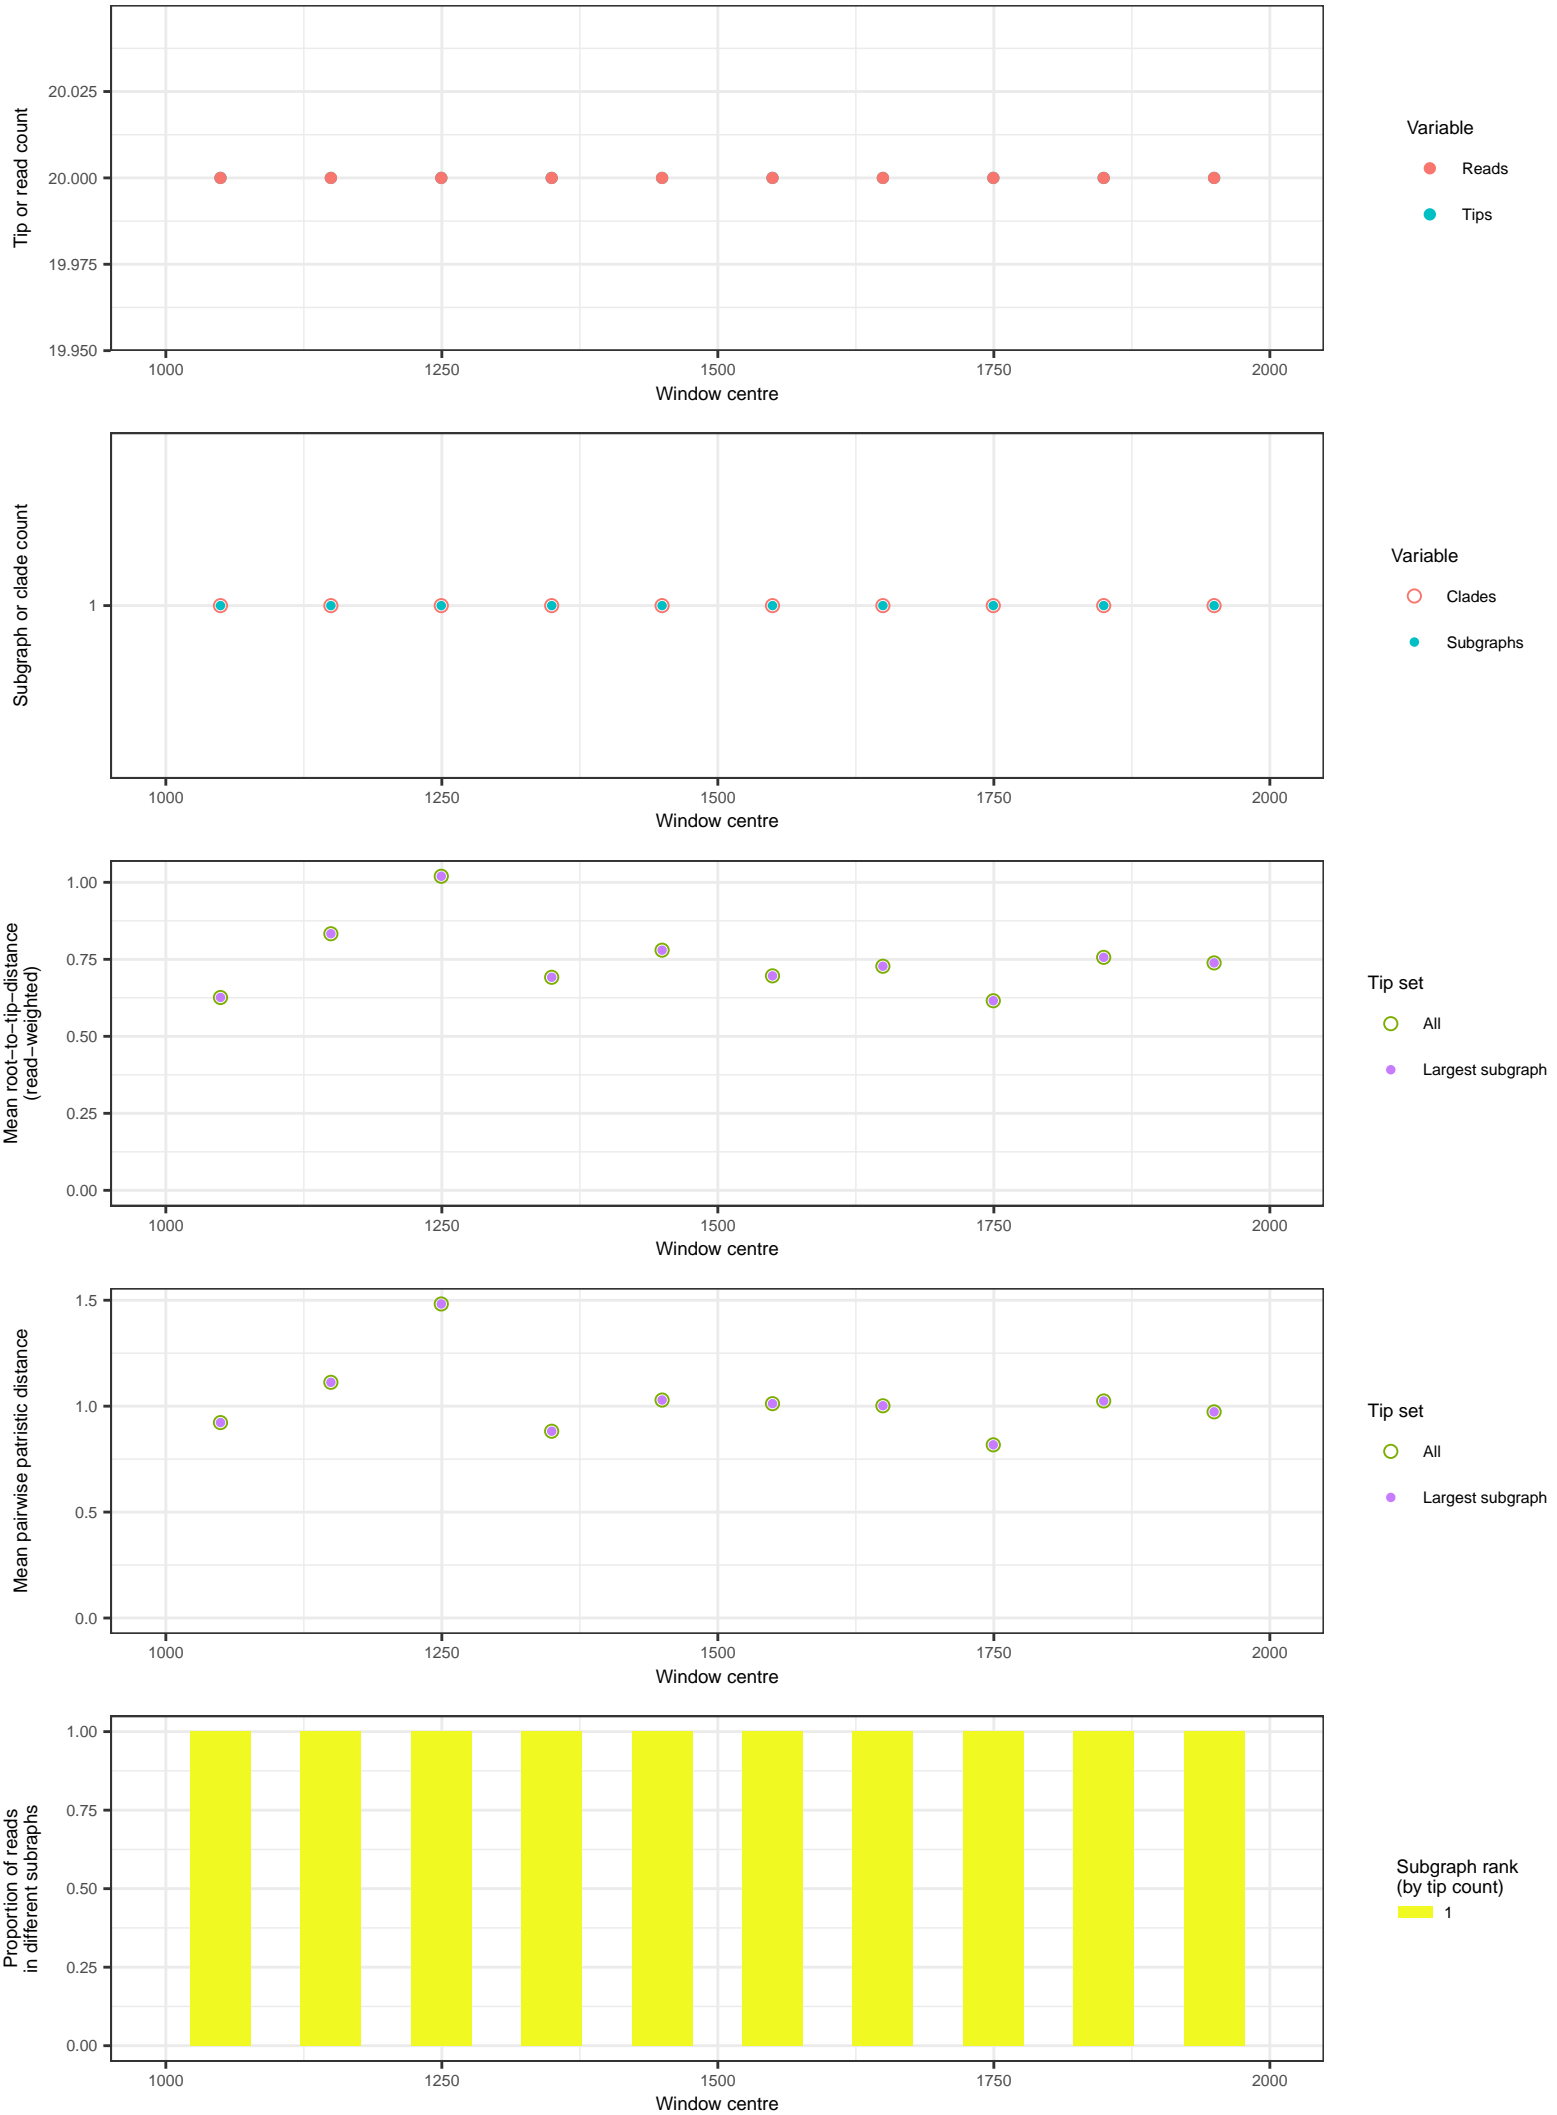 Tip or read count
20.025
20.000
19.975
19.950
1000 1250 1500 1750 2000
Window centre
Variable
Reads
Tips
Subgraph or clade count
1
1000 1250 1500 1750 2000
Window centre
Variable
Clades
Subgraphs
Mean root−to−tip−distance
(read−weighted)
1.00
0.75
0.50
0.25
0.00
1000 1250 1500 1750 2000
Window centre
Tip set
All
Largest subgraph
Mean pairwise patristic distance
1.5
1.0
0.5
0.0
1000 1250 1500 1750 2000
Window centre
Tip set
All
Largest subgraph
Proportion of reads
in different subraphs
1.00
0.75
0.50
0.25
0.00
1000 1250 1500 1750 2000
Window centre
Subgraph rank
(by tip count)
1